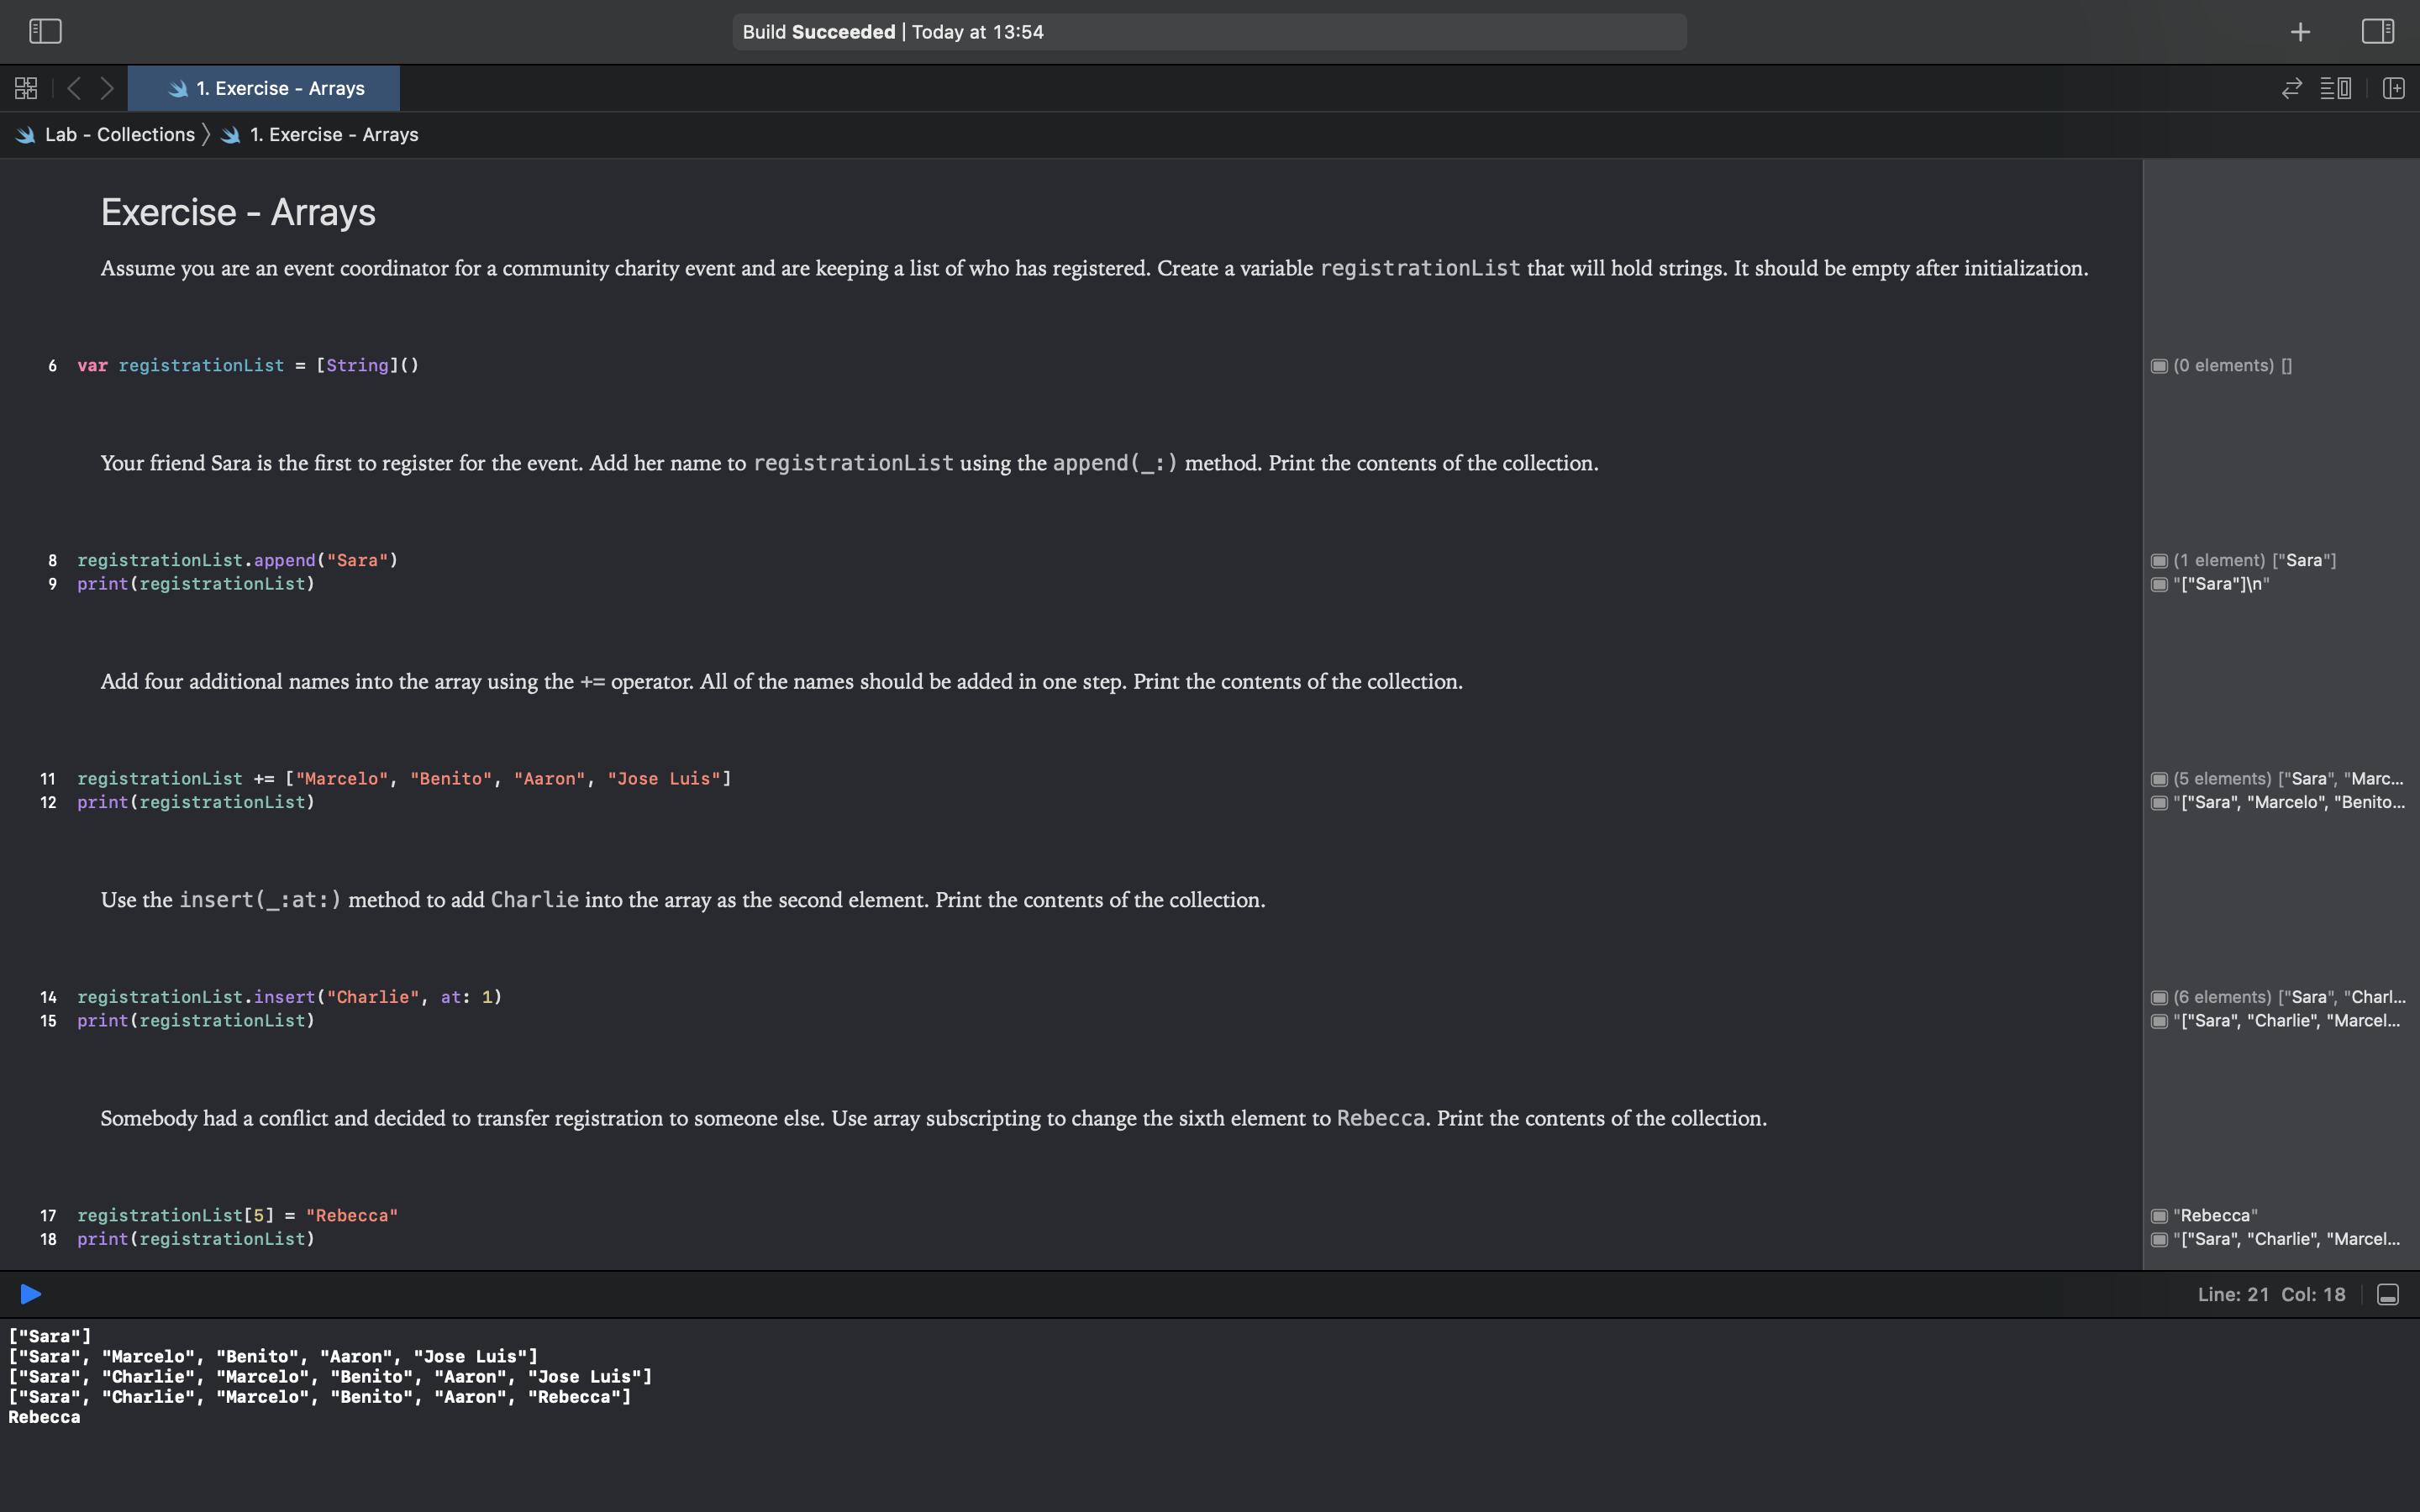 Build Succeeded | Today at 13:54
1. Exercise - Arrays
Lab - Collections 〉 1. Exercise - Arrays
Exercise - Arrays
Assume you are an event coordinator for a community charity event and are keeping a list of who has registered. Create a variable registrationList that will hold strings. It should be empty after initialization.
6 var registrationList = [String]()
(0 elements) []
Your friend Sara is the first to register for the event. Add her name to registrationList using the append(_:) method. Print the contents of the collection.
8 registrationList.append("Sara")
(1 element) ["Sara"]
9 print(registrationList)
"["Sara"]\n"
Add four additional names into the array using the += operator. All of the names should be added in one step. Print the contents of the collection.
11 registrationList += ["Marcelo", "Benito", "Aaron", "Jose Luis"]
(5 elements) ["Sara", "Marc...
12 print(registrationList)
"["Sara", "Marcelo", "Benito...
Use the insert(_:at:) method to add Charlie into the array as the second element. Print the contents of the collection.
14 registrationList.insert("Charlie", at: 1)
(6 elements) ["Sara", "Charl...
15 print(registrationList)
"["Sara", "Charlie", "Marcel...
Somebody had a conflict and decided to transfer registration to someone else. Use array subscripting to change the sixth element to Rebecca. Print the contents of the collection.
17 registrationList[5] = "Rebecca"
"Rebecca"
18 print(registrationList)
"["Sara", "Charlie", "Marcel...
Line: 21 Col: 18
["Sara"]
["Sara", "Marcelo", "Benito", "Aaron", "Jose Luis"]
["Sara", "Charlie", "Marcelo", "Benito", "Aaron", "Jose Luis"]
["Sara", "Charlie", "Marcelo", "Benito", "Aaron", "Rebecca"]
Rebecca